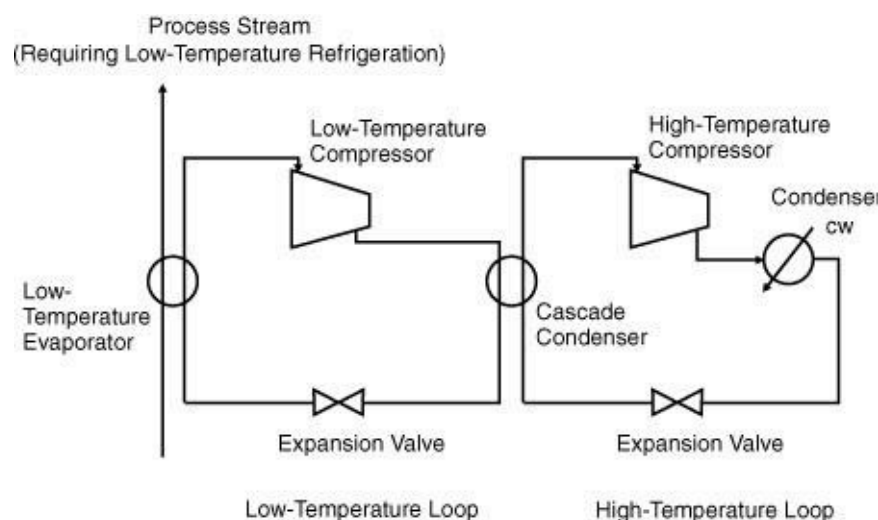 Process Stream
(Requiring Low-Temperature Refrigeration)
Low-Temperature
Compressor
High-Temperature
Compressor
Condenser
cw
Low-
Temperature
Evaporator
Cascade
Condenser
Expansion Valve
Expansion Valve
Low-Temperature Loop
High-Temperature Loop